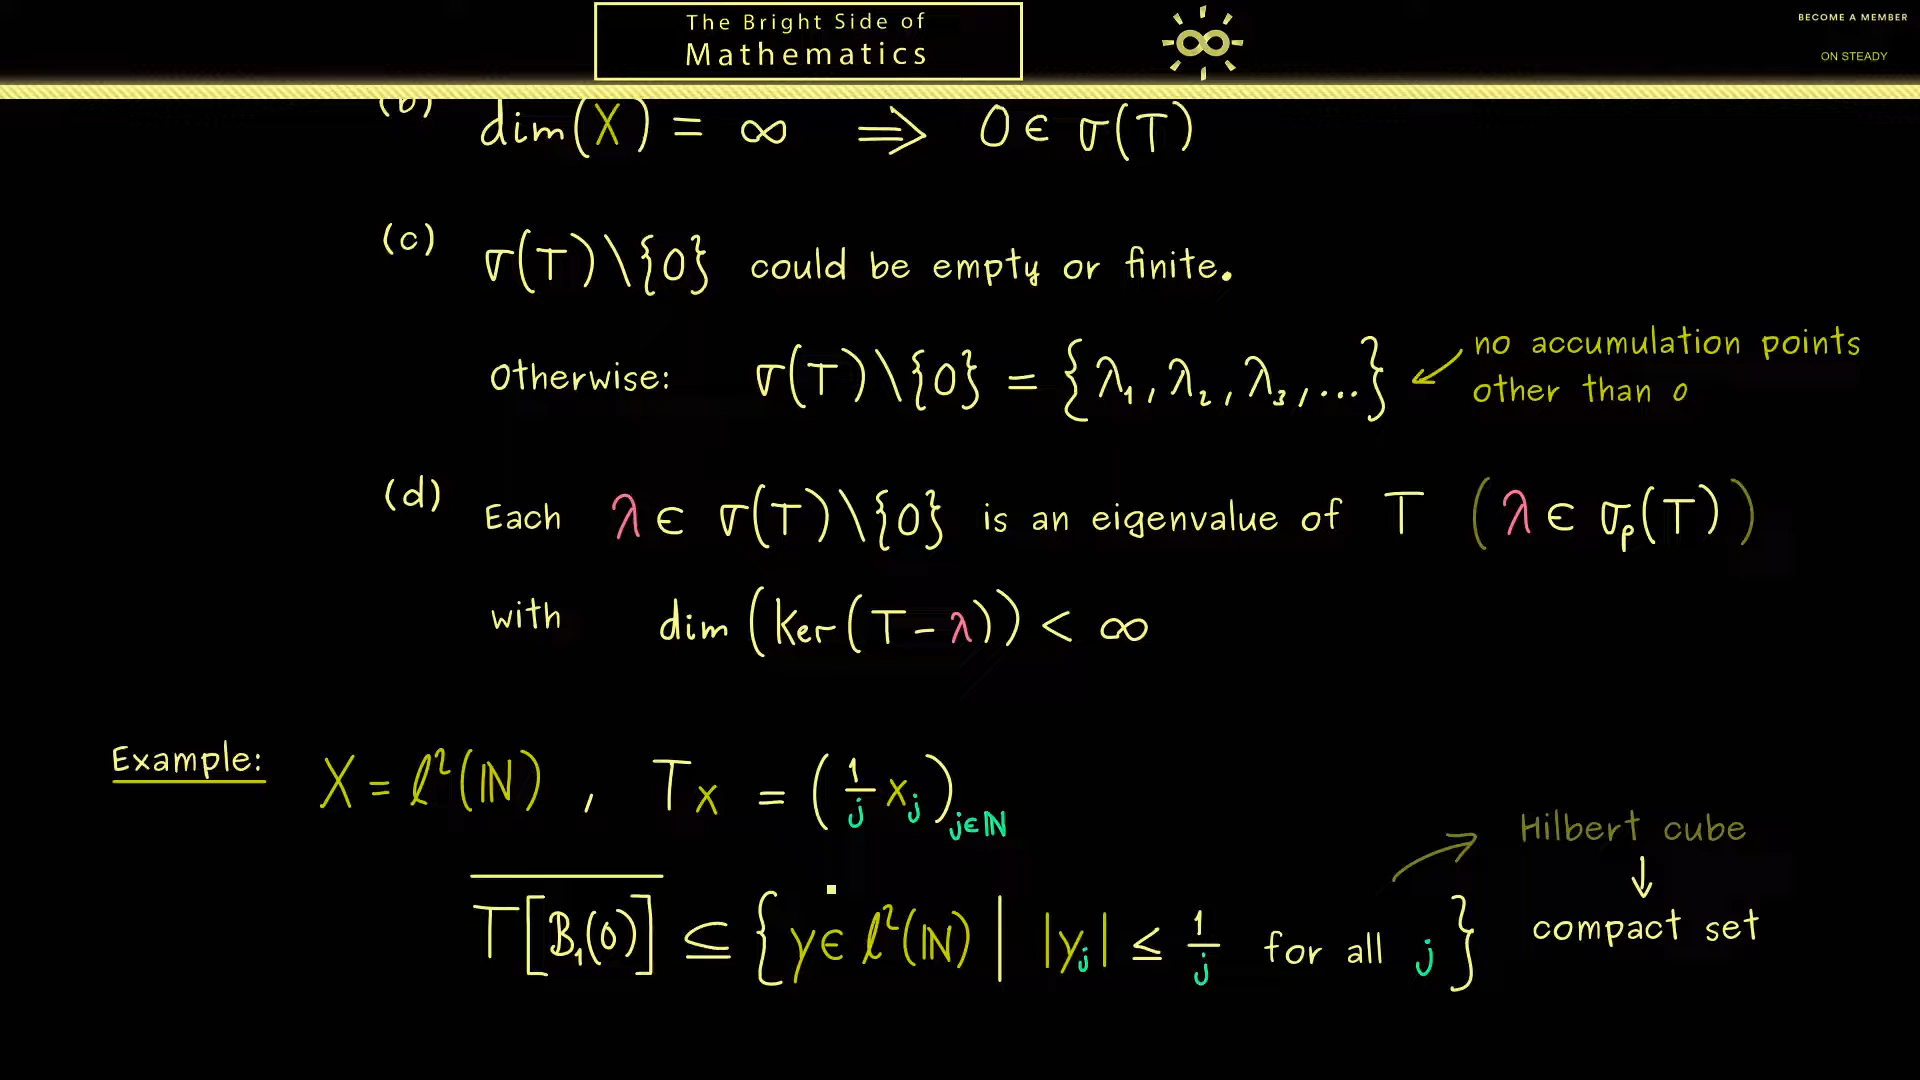 The Bright Side of
Mathematics
BECOME A MEMBER
ON STEADY
(b) dim(X) = ∞ ⟹ 0 ∈ σ(T)
(c) σ(T)\{0} could be empty or finite.
Otherwise: σ(T)\{0} = {λ₁, λ₂, λ₃, ...}
no accumulation points
other than 0
(d) Each λ ∈ σ(T)\{0} is an eigenvalue of T (λ ∈ σₚ(T))
with dim(Ker(T-λ)) < ∞
Example: X = ℓ²(ℕ), Tx = (1/j xⱼ)_{j∈ℕ}
Hilbert cube
↓
compact set
\overline{T[B₁(0)]} ⊆ {y ∈ ℓ²(ℕ) | |yⱼ| ≤ 1/j for all j}